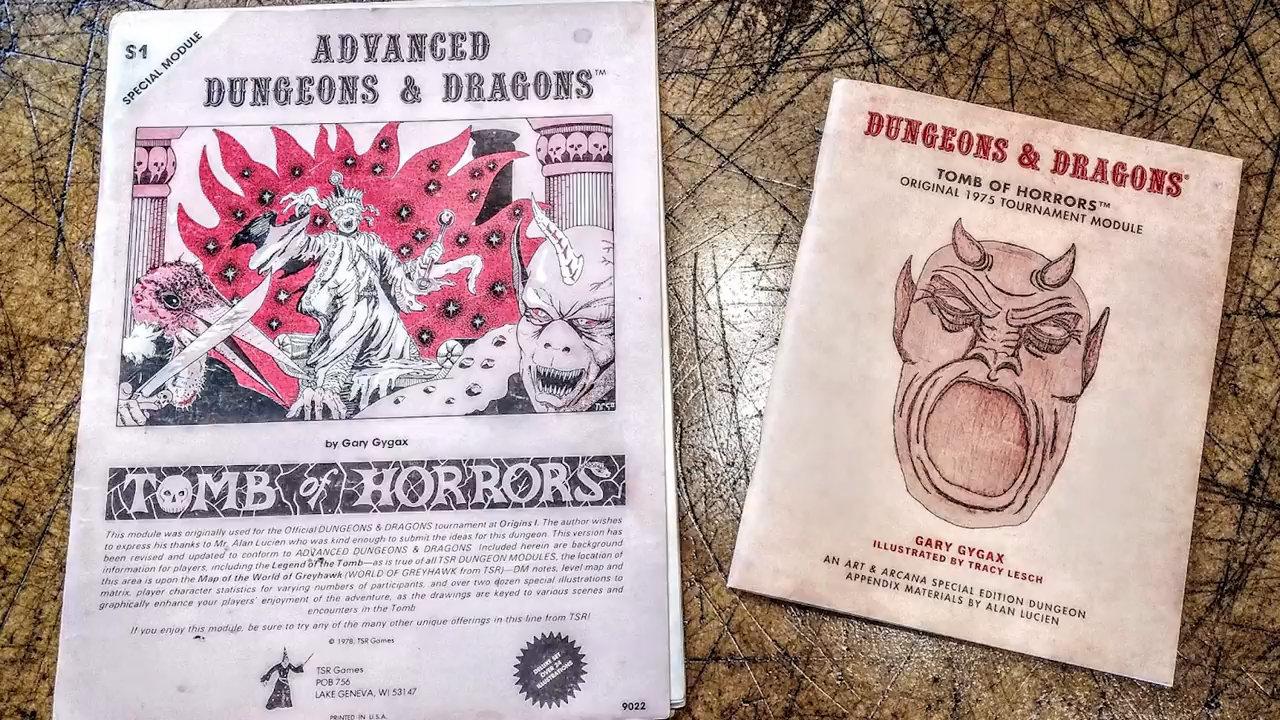 S1
SPECIAL MODULE
ADVANCED
DUNGEONS & DRAGONS™
by Gary Gygax
TOMB of HORRORS
This module was originally used for the Official DUNGEONS & DRAGONS tournament at Origins I. The author wishes
to express his thanks to Mr. Alan Lucien who was kind enough to submit the ideas for this dungeon. This version has
been revised and updated to conform to ADVANCED DUNGEONS & DRAGONS. Included herein are background
information for players, including the Legend of the Tomb—as is true of all TSR DUNGEON MODULES, the location of
this area is upon the Map of the World of Greyhawk (WORLD OF GREYHAWK from TSR)—DM notes, level map and
matrix, player character statistics for varying numbers of participants, and over two dozen special illustrations to
graphically enhance your players' enjoyment of the adventure, as the drawings are keyed to various scenes and
encounters in the Tomb
If you enjoy this module, be sure to try any of the many other unique offerings in this line from TSR!
© 1978, TSR Games
TSR Games
POB 756
LAKE GENEVA, WI 53147
PRINTED IN U.S.A.
DELUXE SET
OVER 24
ILLUSTRATIONS
9022
DUNGEONS & DRAGONS®
TOMB OF HORRORS™
ORIGINAL 1975 TOURNAMENT MODULE
GARY GYGAX
ILLUSTRATED BY TRACY LESCH
AN ART & ARCANA SPECIAL EDITION DUNGEON
APPENDIX MATERIALS BY ALAN LUCIEN